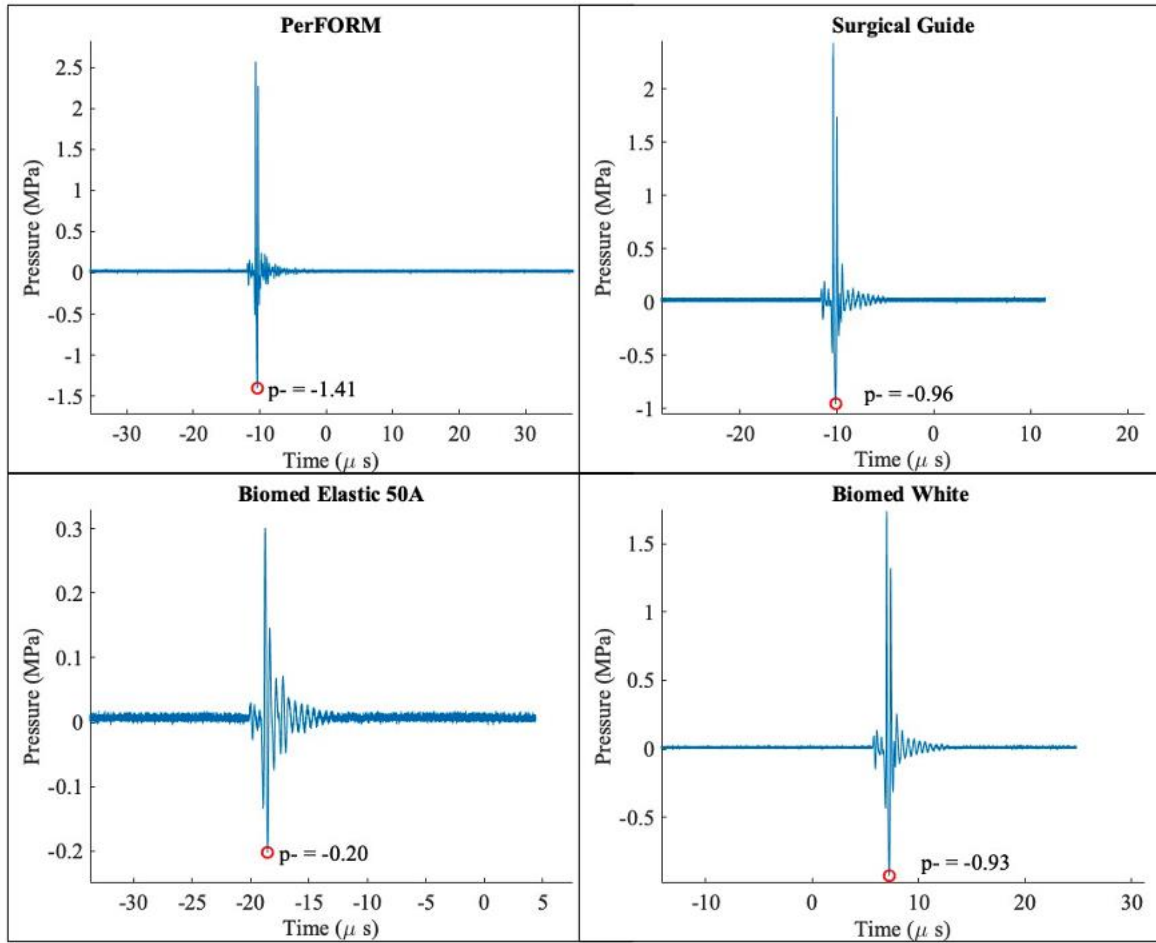 PerFORM
2.5
2
1.5
1
0.5
0
-0.5
-1
-1.5
Pressure (MPa)
p- = -1.41
-30 -20 -10 0 10 20 30
Time (μ s)
Surgical Guide
2
1.5
1
0.5
0
-0.5
-1
Pressure (MPa)
p- = -0.96
-20 -10 0 10 20
Time (μ s)
Biomed Elastic 50A
0.3
0.2
0.1
0
-0.1
-0.2
Pressure (MPa)
p- = -0.20
-30 -25 -20 -15 -10 -5 0 5
Time (μ s)
Biomed White
1.5
1
0.5
0
-0.5
Pressure (MPa)
p- = -0.93
-10 0 10 20 30
Time (μ s)